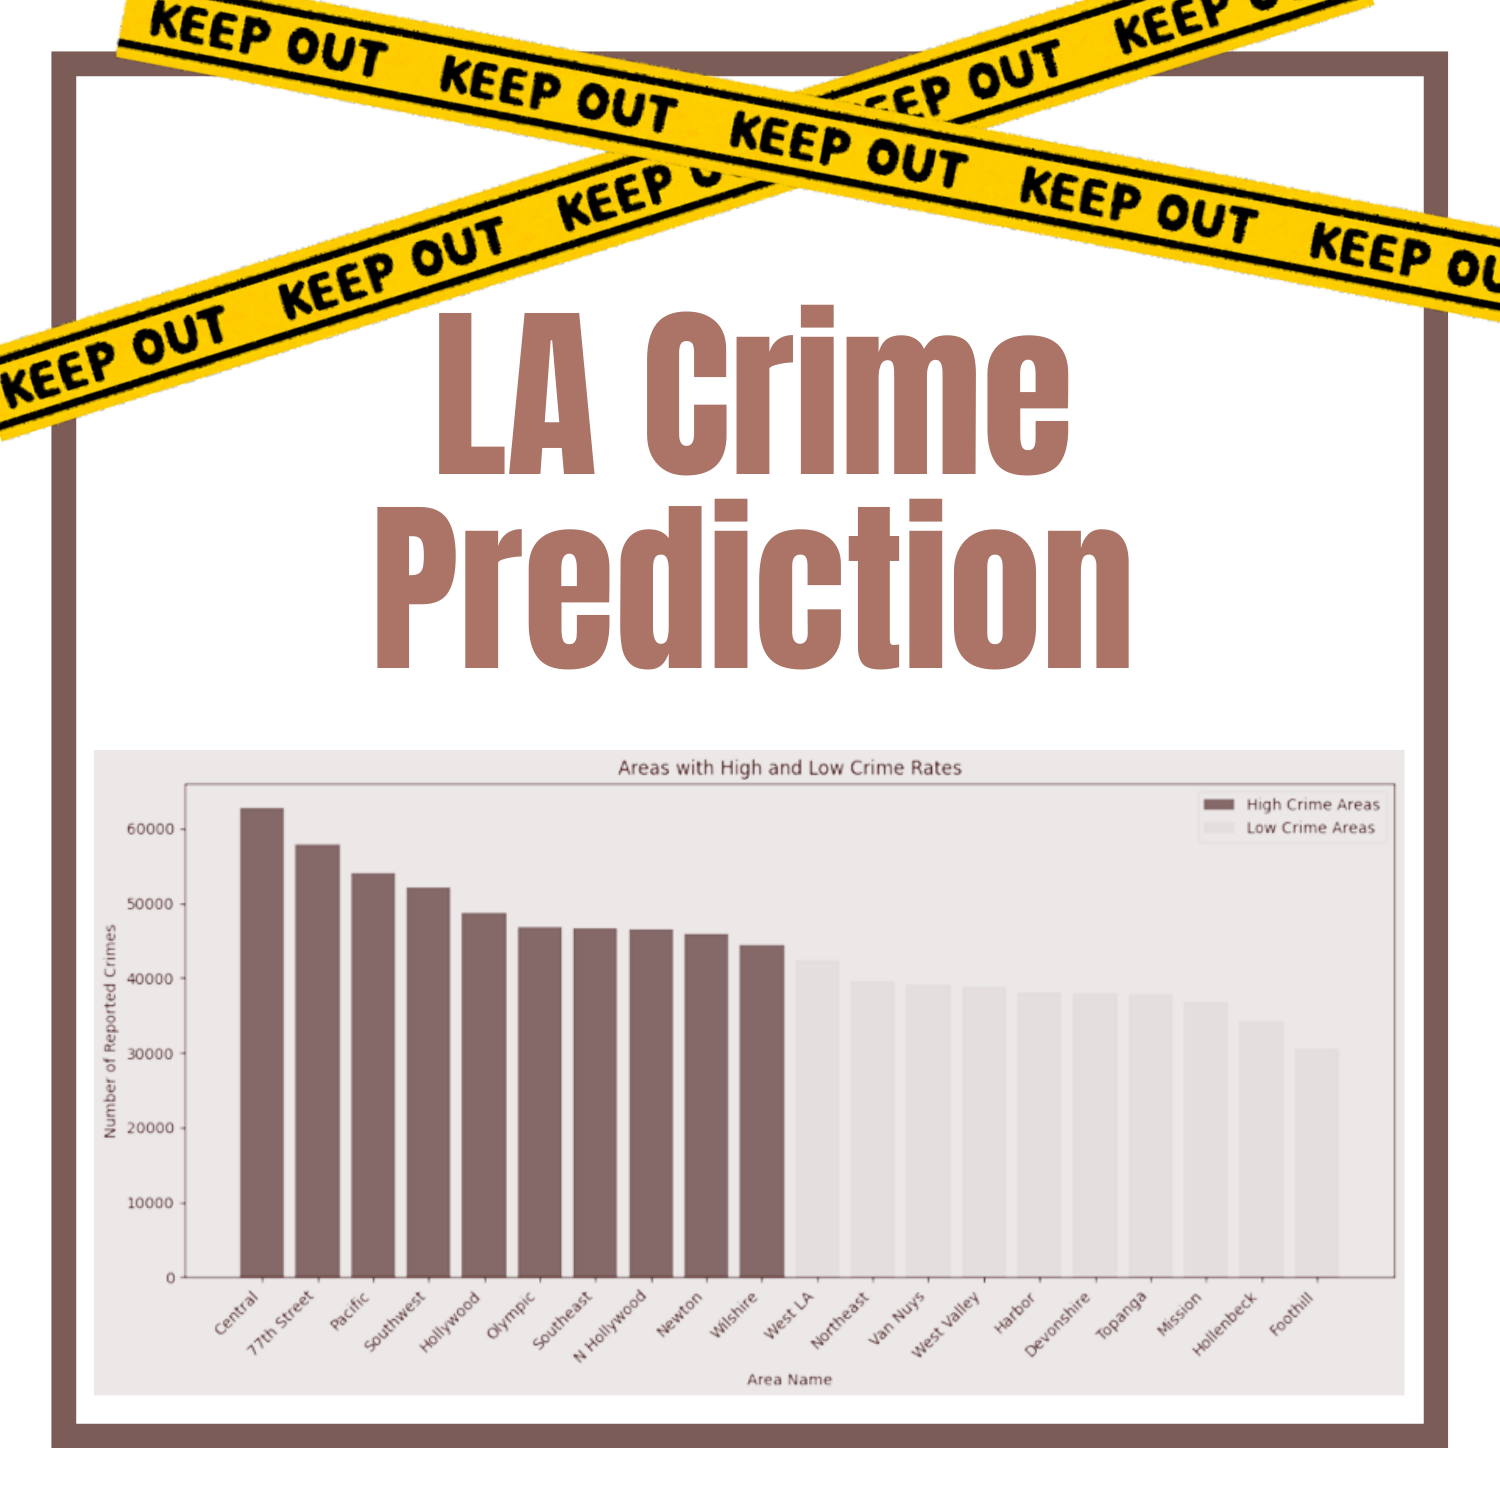 KEEP OUT KEEP OUT KEEP OUT KEEP OUT KEEP OU
KEEP OUT KEEP OUT KEEP EEP OUT KEEP
LA Crime
Prediction
Areas with High and Low Crime Rates
High Crime Areas
Low Crime Areas
Number of Reported Crimes
60000
50000
40000
30000
20000
10000
0
Central 77th Street Pacific Southwest Hollywood Olympic Southeast N Hollywood Newton Wilshire West LA Northeast Van Nuys West Valley Harbor Devonshire Topanga Mission Hollenbeck Foothill
Area Name